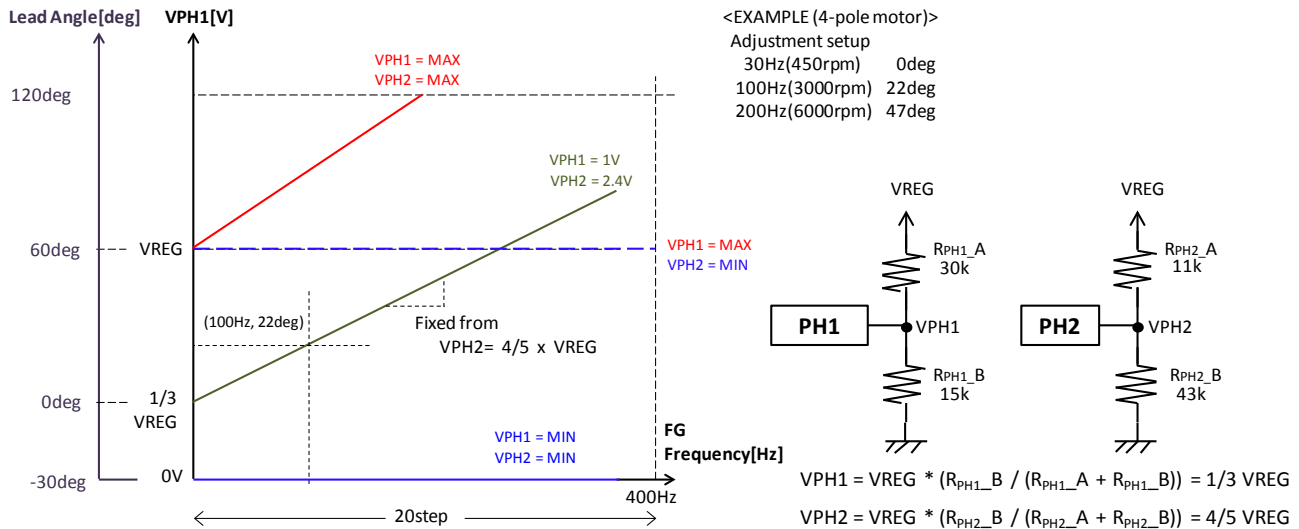 Lead Angle[deg]
VPH1[V]
<EXAMPLE (4-pole motor)>
Adjustment setup
30Hz(450rpm) 0deg
100Hz(3000rpm) 22deg
200Hz(6000rpm) 47deg
VPH1 = MAX
VPH2 = MAX
120deg
VPH1 = 1V
VPH2 = 2.4V
60deg
VREG
VPH1 = MAX
VPH2 = MIN
(100Hz, 22deg)
Fixed from
VPH2= 4/5 x VREG
0deg
1/3
VREG
VPH1 = MIN
VPH2 = MIN
FG
Frequency[Hz]
0V
-30deg
400Hz
20step
VREG
RPH1_A
30k
PH1
VPH1
RPH1_B
15k
VREG
RPH2_A
11k
PH2
VPH2
RPH2_B
43k
VPH1 = VREG * (RPH1_B / (RPH1_A + RPH1_B)) = 1/3 VREG
VPH2 = VREG * (RPH2_B / (RPH2_A + RPH2_B)) = 4/5 VREG